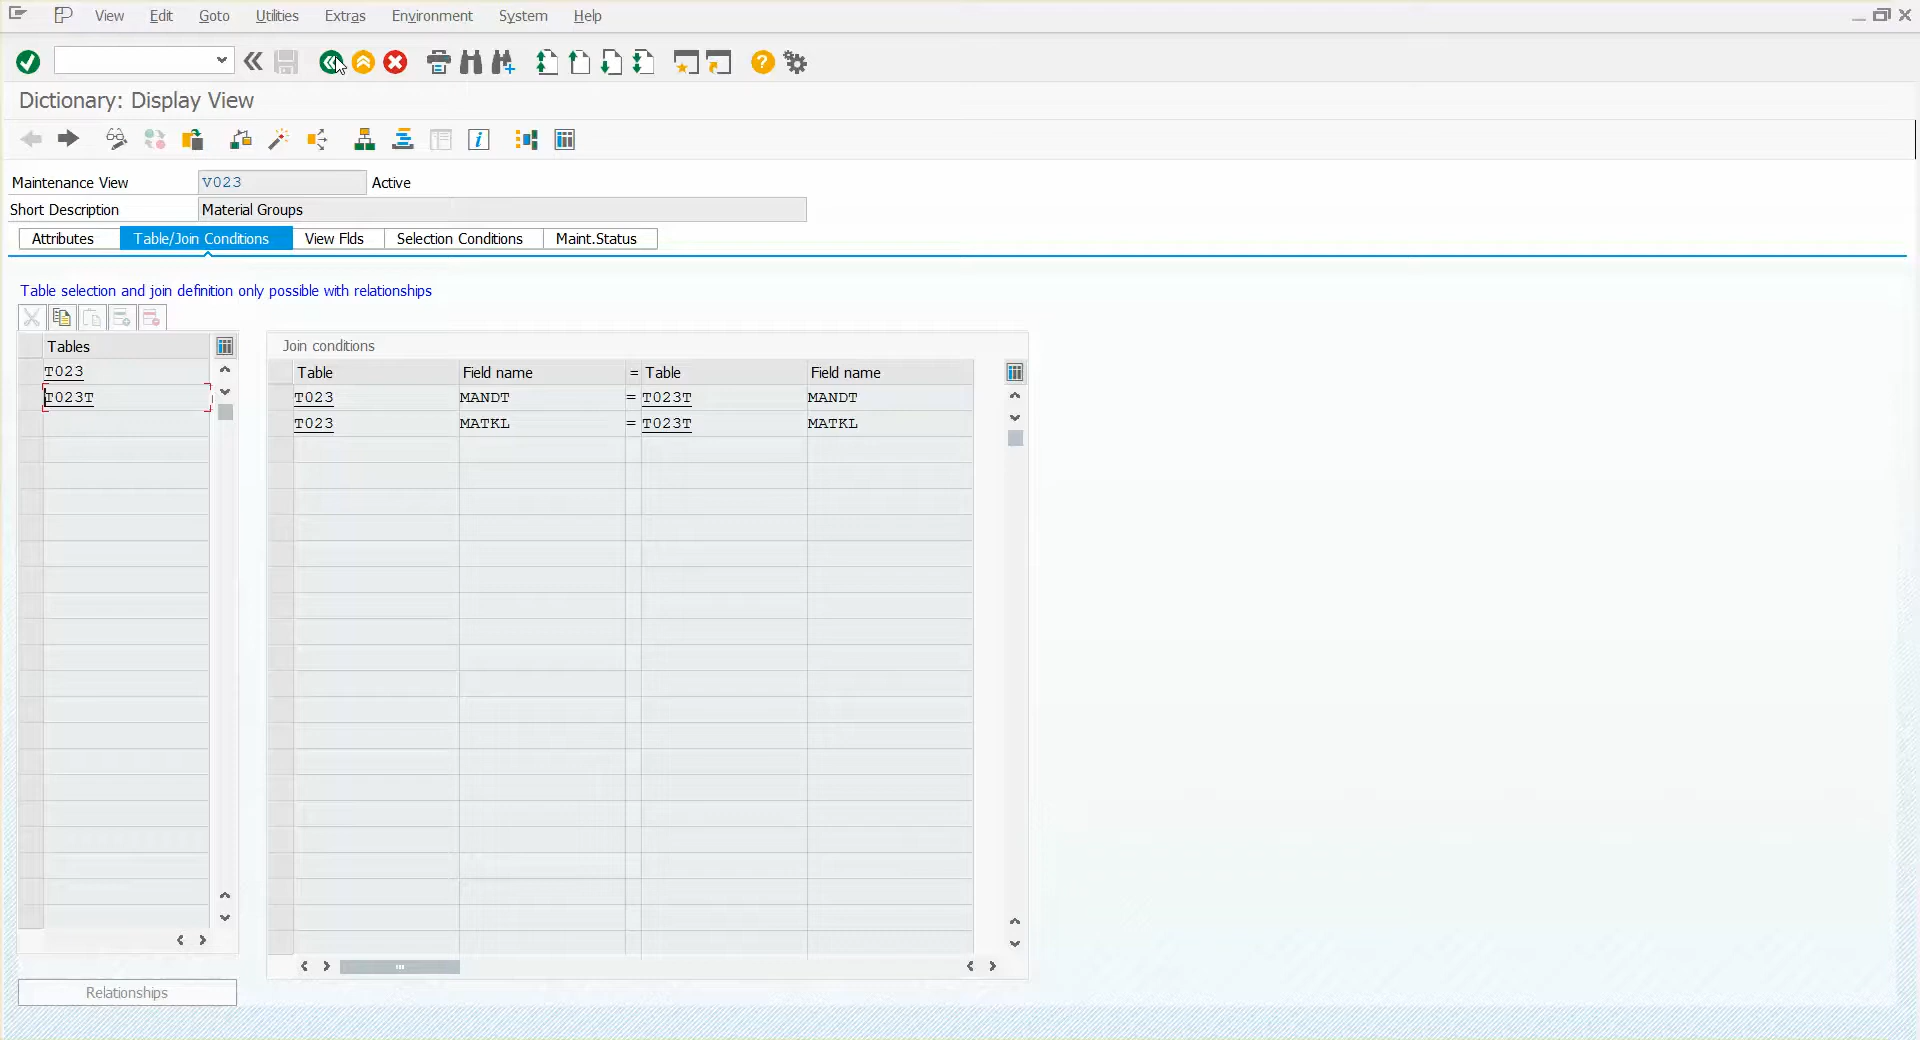 View Edit Goto Utilities Extras Environment System Help
Dictionary: Display View
Maintenance View V023 Active
Short Description Material Groups
Attributes Table/Join Conditions View Flds Selection Conditions Maint.Status
Table selection and join definition only possible with relationships
Tables
T023
T023T
Join conditions
Table Field name = Table Field name
T023 MANDT = T023T MANDT
T023 MATKL = T023T MATKL
Relationships